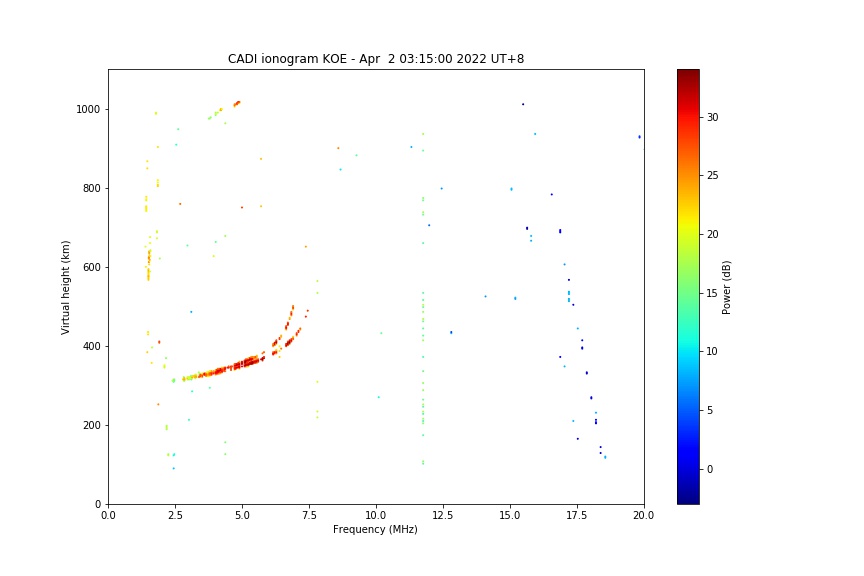 CADI ionogram KOE - Apr  2 03:15:00 2022 UT+8
1000
800
600
400
200
0
Virtual height (km)
0.0 2.5 5.0 7.5 10.0 12.5 15.0 17.5 20.0
Frequency (MHz)
30
25
20
15
10
5
0
Power (dB)